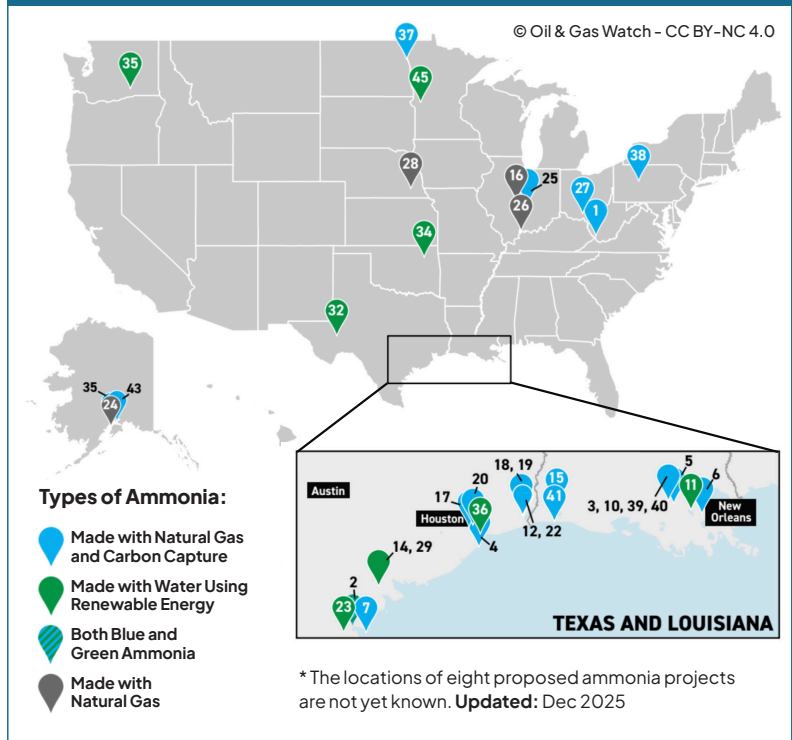 © Oil & Gas Watch - CC BY-NC 4.0
37
35
45
28
38
16
25
27
26
1
34
32
35
43
24
Types of Ammonia:
Made with Natural Gas
and Carbon Capture
Made with Water Using
Renewable Energy
Both Blue and
Green Ammonia
Made with
Natural Gas
Austin
18, 19
20
17
Houston
36
4
15
41
12, 22
5
11
6
3, 10, 39, 40
New
Orleans
14, 29
2
23
7
TEXAS AND LOUISIANA
* The locations of eight proposed ammonia projects
are not yet known. Updated: Dec 2025